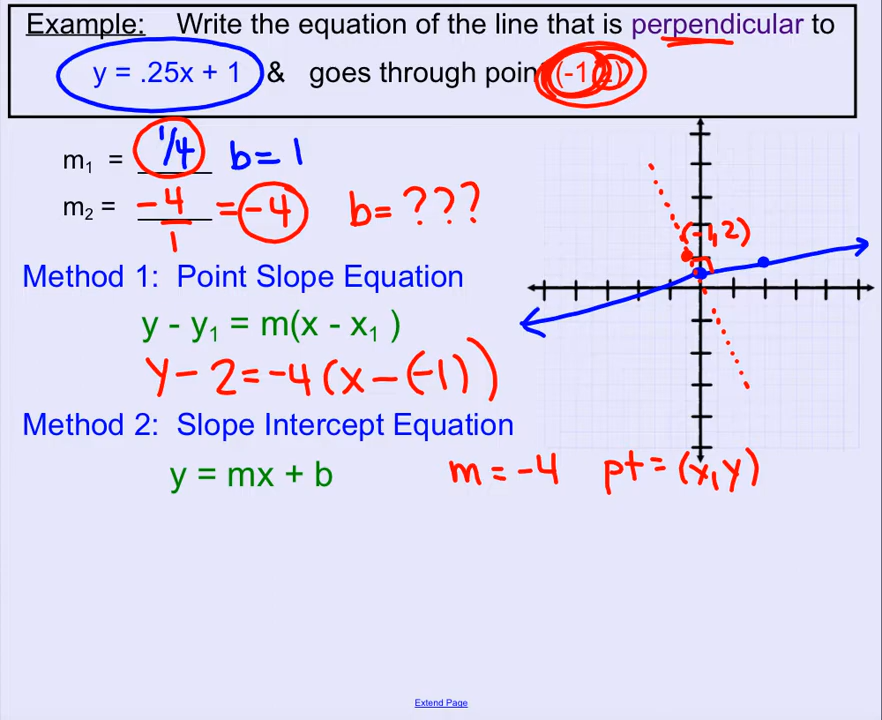 Example: Write the equation of the line that is perpendicular to
y = .25x + 1 & goes through point (-1,2)
m₁ = 1/4 b = 1
m₂ = -4/1 = -4 b = ???
(-1,2)
Method 1: Point Slope Equation
y - y₁ = m(x - x₁ )
y - 2 = -4(x - (-1))
Method 2: Slope Intercept Equation
y = mx + b m = -4 pt = (x,y)
Extend Page